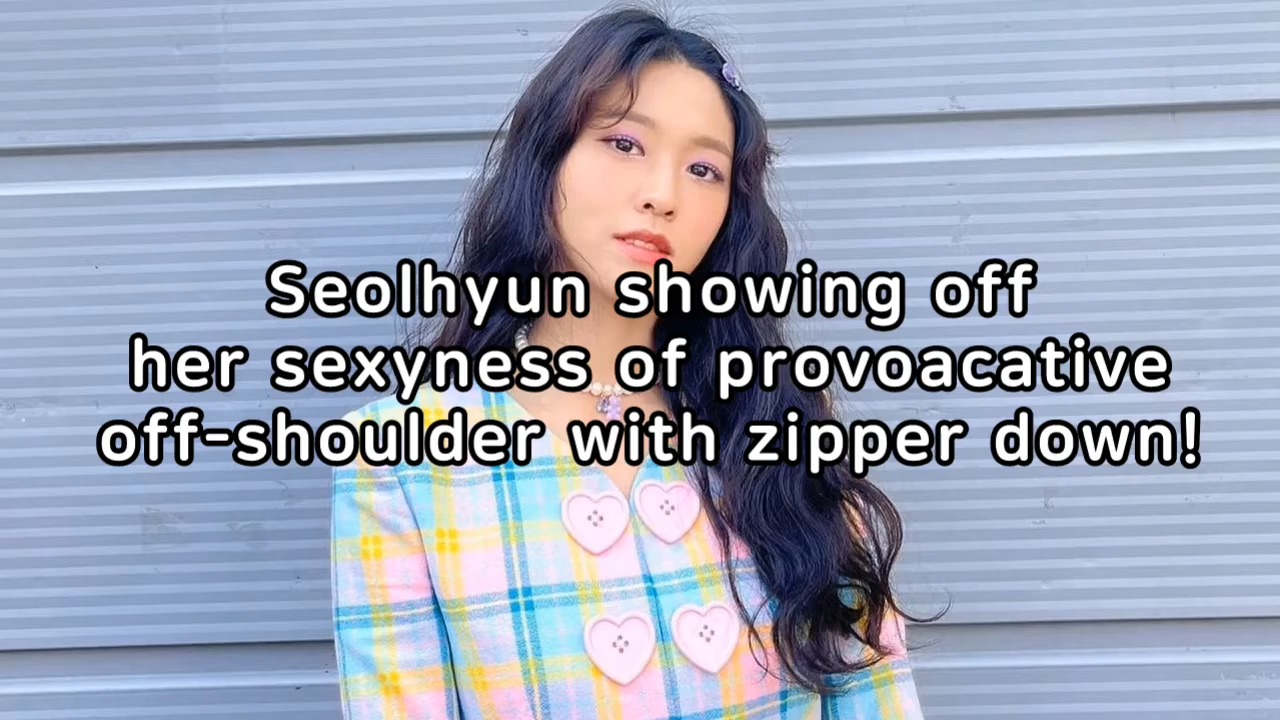 Seolhyun showing off
her sexyness of provoacative
off-shoulder with zipper down!